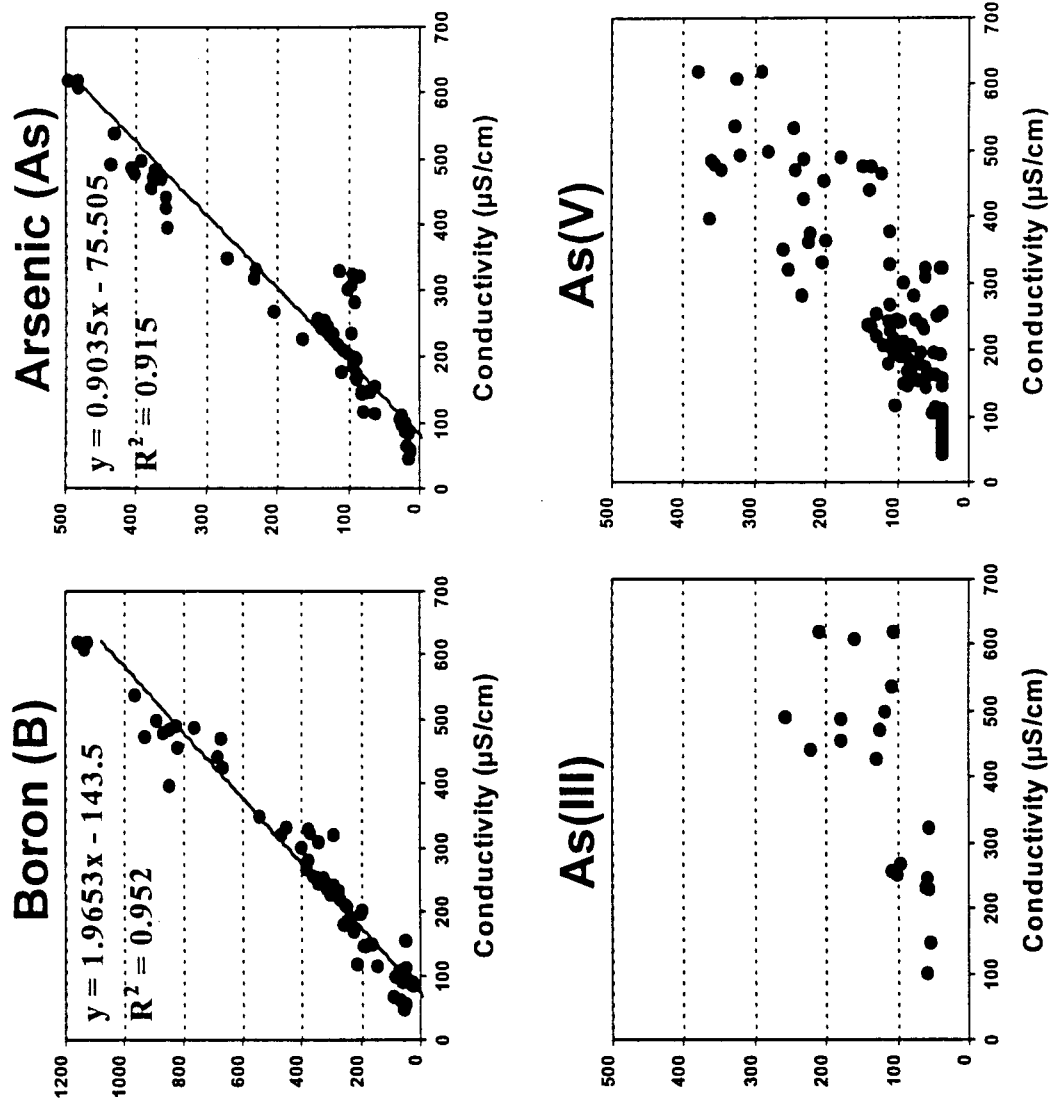 Boron (B)
y = 1.9653x - 143.5
R² = 0.952
1200
1000
800
600
400
200
0
0 100 200 300 400 500 600 700
Conductivity (µS/cm)
Arsenic (As)
y = 0.9035x - 75.505
R² = 0.915
500
400
300
200
100
0
0 100 200 300 400 500 600 700
Conductivity (µS/cm)
As(III)
500
400
300
200
100
0
0 100 200 300 400 500 600 700
Conductivity (µS/cm)
As(V)
500
400
300
200
100
0
0 100 200 300 400 500 600 700
Conductivity (µS/cm)